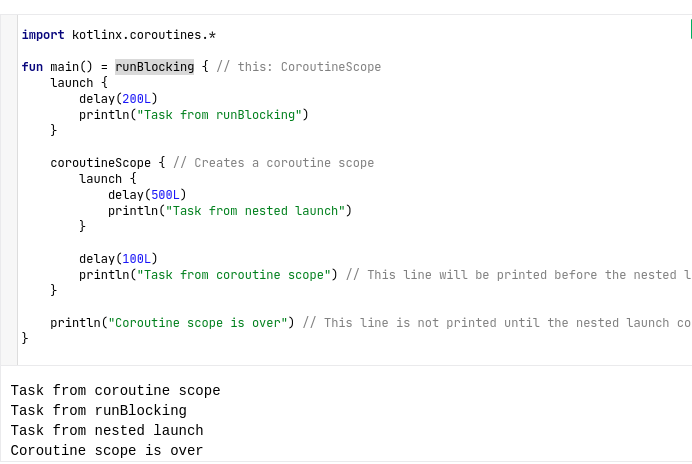 import kotlinx.coroutines.*
fun main() = runBlocking { // this: CoroutineScope
    launch {
        delay(200L)
        println("Task from runBlocking")
    }
    coroutineScope { // Creates a coroutine scope
        launch {
            delay(500L)
            println("Task from nested launch")
        }
        delay(100L)
        println("Task from coroutine scope") // This line will be printed before the nested l
    }
    println("Coroutine scope is over") // This line is not printed until the nested launch co
}
Task from coroutine scope
Task from runBlocking
Task from nested launch
Coroutine scope is over